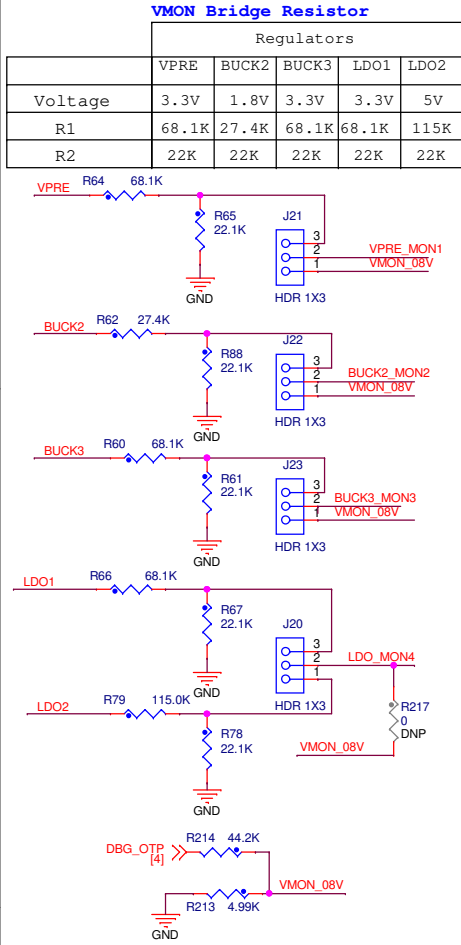 VMON Bridge Resistor
Regulators
VPRE BUCK2 BUCK3 LDO1 LDO2
Voltage 3.3V 1.8V 3.3V 3.3V 5V
R1 68.1K 27.4K 68.1K 68.1K 115K
R2 22K 22K 22K 22K 22K
VPRE R64 68.1K
R65 22.1K
GND
J21
3
2 VPRE_MON1
1 VMON_08V
HDR 1X3
BUCK2 R62 27.4K
R88 22.1K
GND
J22
3
2 BUCK2_MON2
1 VMON_08V
HDR 1X3
BUCK3 R60 68.1K
R61 22.1K
GND
J23
3
2 BUCK3_MON3
1 VMON_08V
HDR 1X3
LDO1 R66 68.1K
R67 22.1K
GND
J20
3
2 LDO_MON4
1
HDR 1X3
LDO2 R79 115.0K
R78 22.1K
GND
R217
0
DNP
VMON_08V
DBG_OTP [4]
R214 44.2K
VMON_08V
R213 4.99K
GND